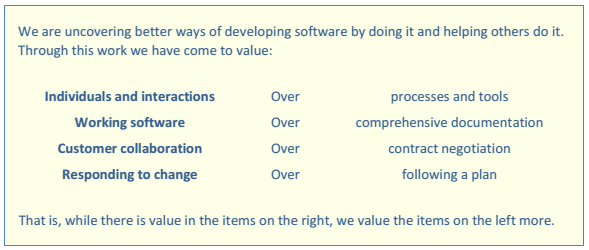 We are uncovering better ways of developing software by doing it and helping others do it.
Through this work we have come to value:
Individuals and interactions Over processes and tools
Working software Over comprehensive documentation
Customer collaboration Over contract negotiation
Responding to change Over following a plan
That is, while there is value in the items on the right, we value the items on the left more.